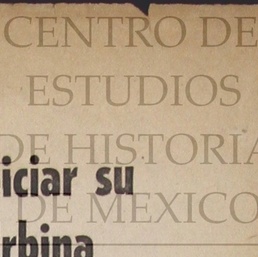 CENTRO DE
ESTUDIOS
DE HISTORIA
iciar su
DE MEXICO
rbina